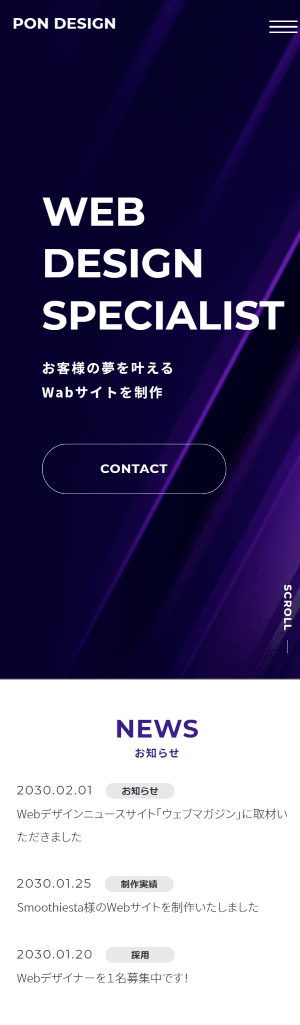 PON DESIGN
WEB
DESIGN
SPECIALIST
お客様の夢を叶える
Wabサイトを制作
CONTACT
SCROLL
NEWS
お知らせ
2030.02.01 お知らせ
Webデザインニュースサイト「ウェブマガジン」に取材い
ただきました
2030.01.25 制作実績
Smoothiesta様のWebサイトを制作いたしました
2030.01.20 採用
Webデザイナーを1名募集中です!